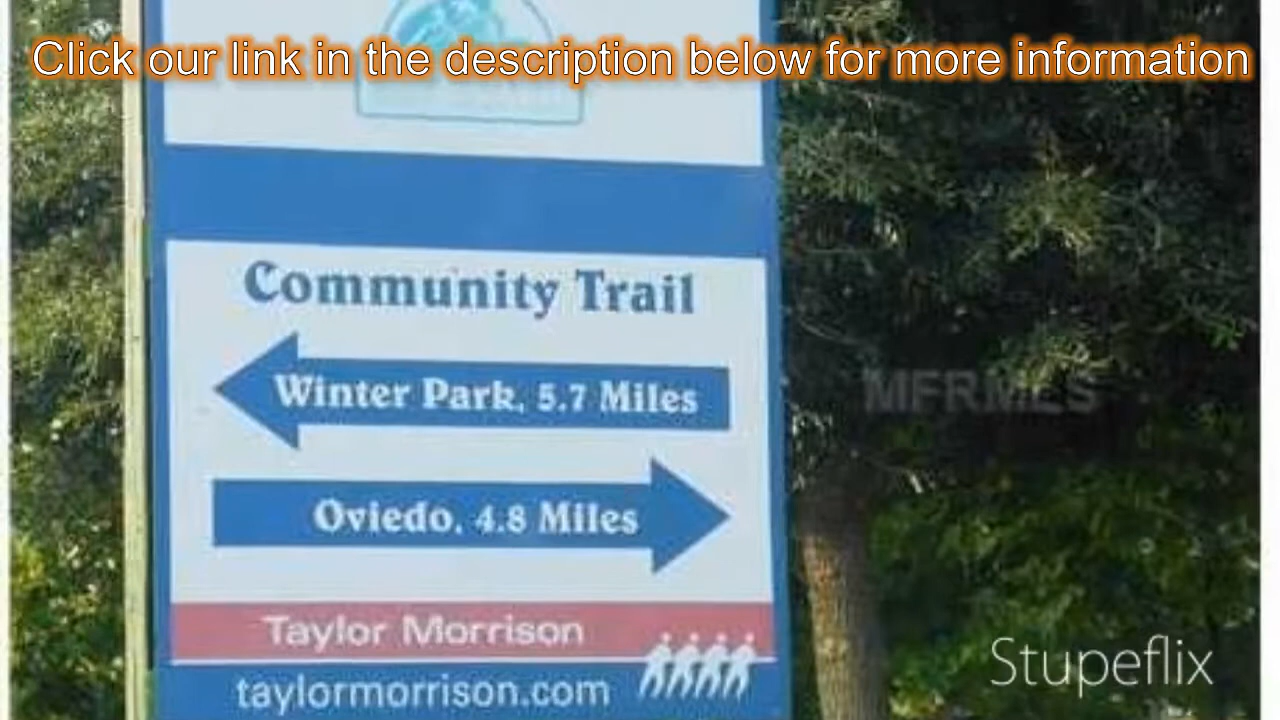 Click our link in the description below for more information
Community Trail
Winter Park, 5.7 Miles
MFRMLS
Oviedo, 4.8 Miles
Taylor Morrison
Stupeflix
taylormorrison.com